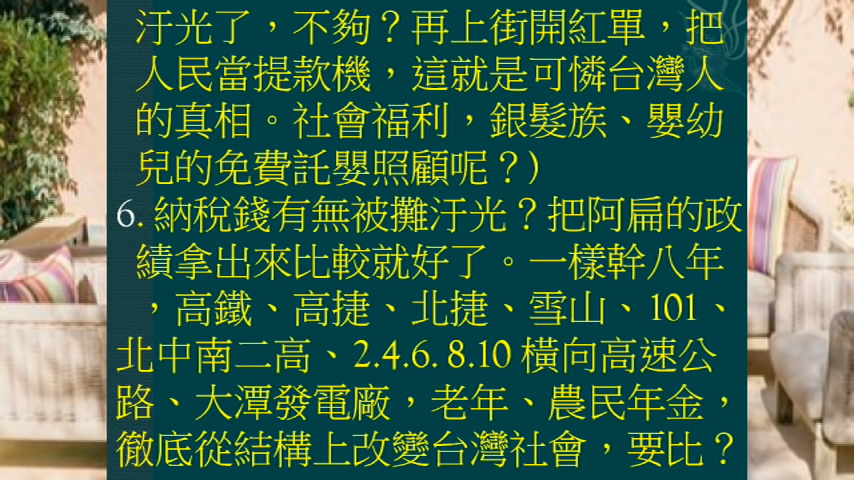 汙光了，不夠？再上街開紅單，把
人民當提款機，這就是可憐台灣人
的真相。社會福利，銀髮族、嬰幼
兒的免費託嬰照顧呢？)
6. 納稅錢有無被攤汙光？把阿扁的政
績拿出來比較就好了。一樣幹八年
，高鐵、高捷、北捷、雪山、101、
北中南二高、2.4.6. 8.10 橫向高速公
路、大潭發電廠，老年、農民年金，
徹底從結構上改變台灣社會，要比？